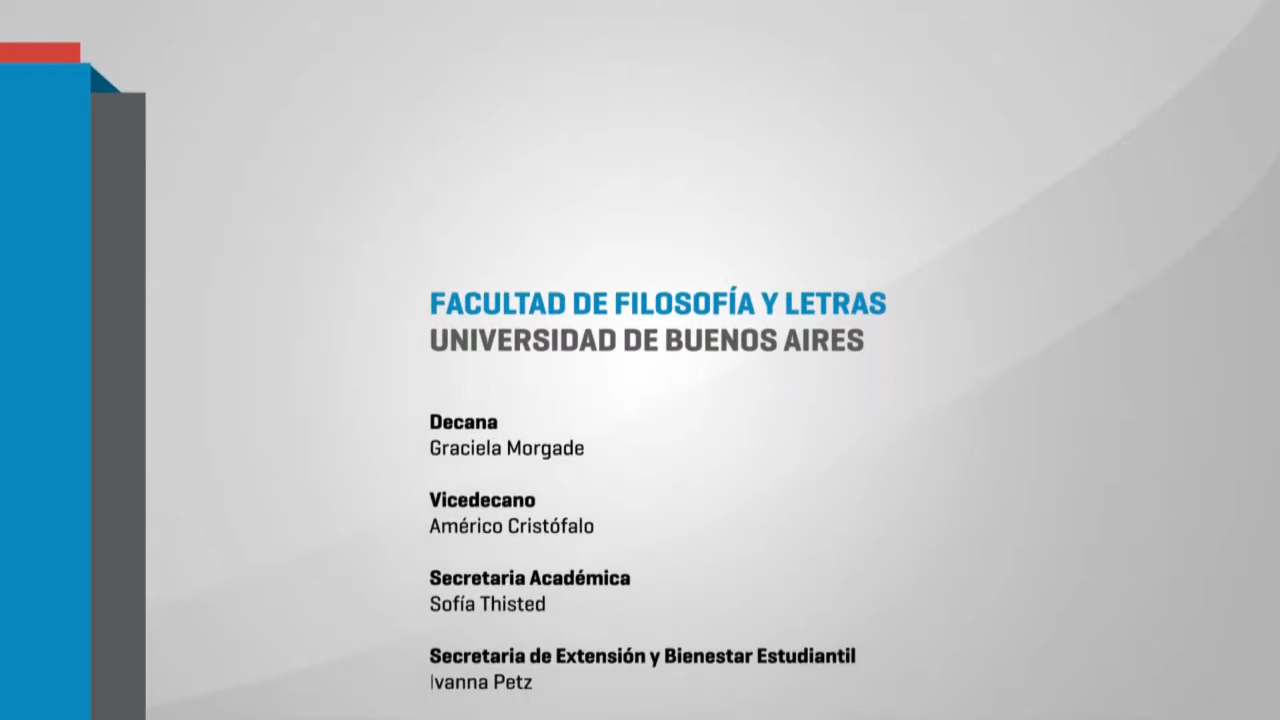 FACULTAD DE FILOSOFÍA Y LETRAS
UNIVERSIDAD DE BUENOS AIRES
Decana
Graciela Morgade
Vicedecano
Américo Cristófalo
Secretaria Académica
Sofía Thisted
Secretaria de Extensión y Bienestar Estudiantil
Ivanna Petz